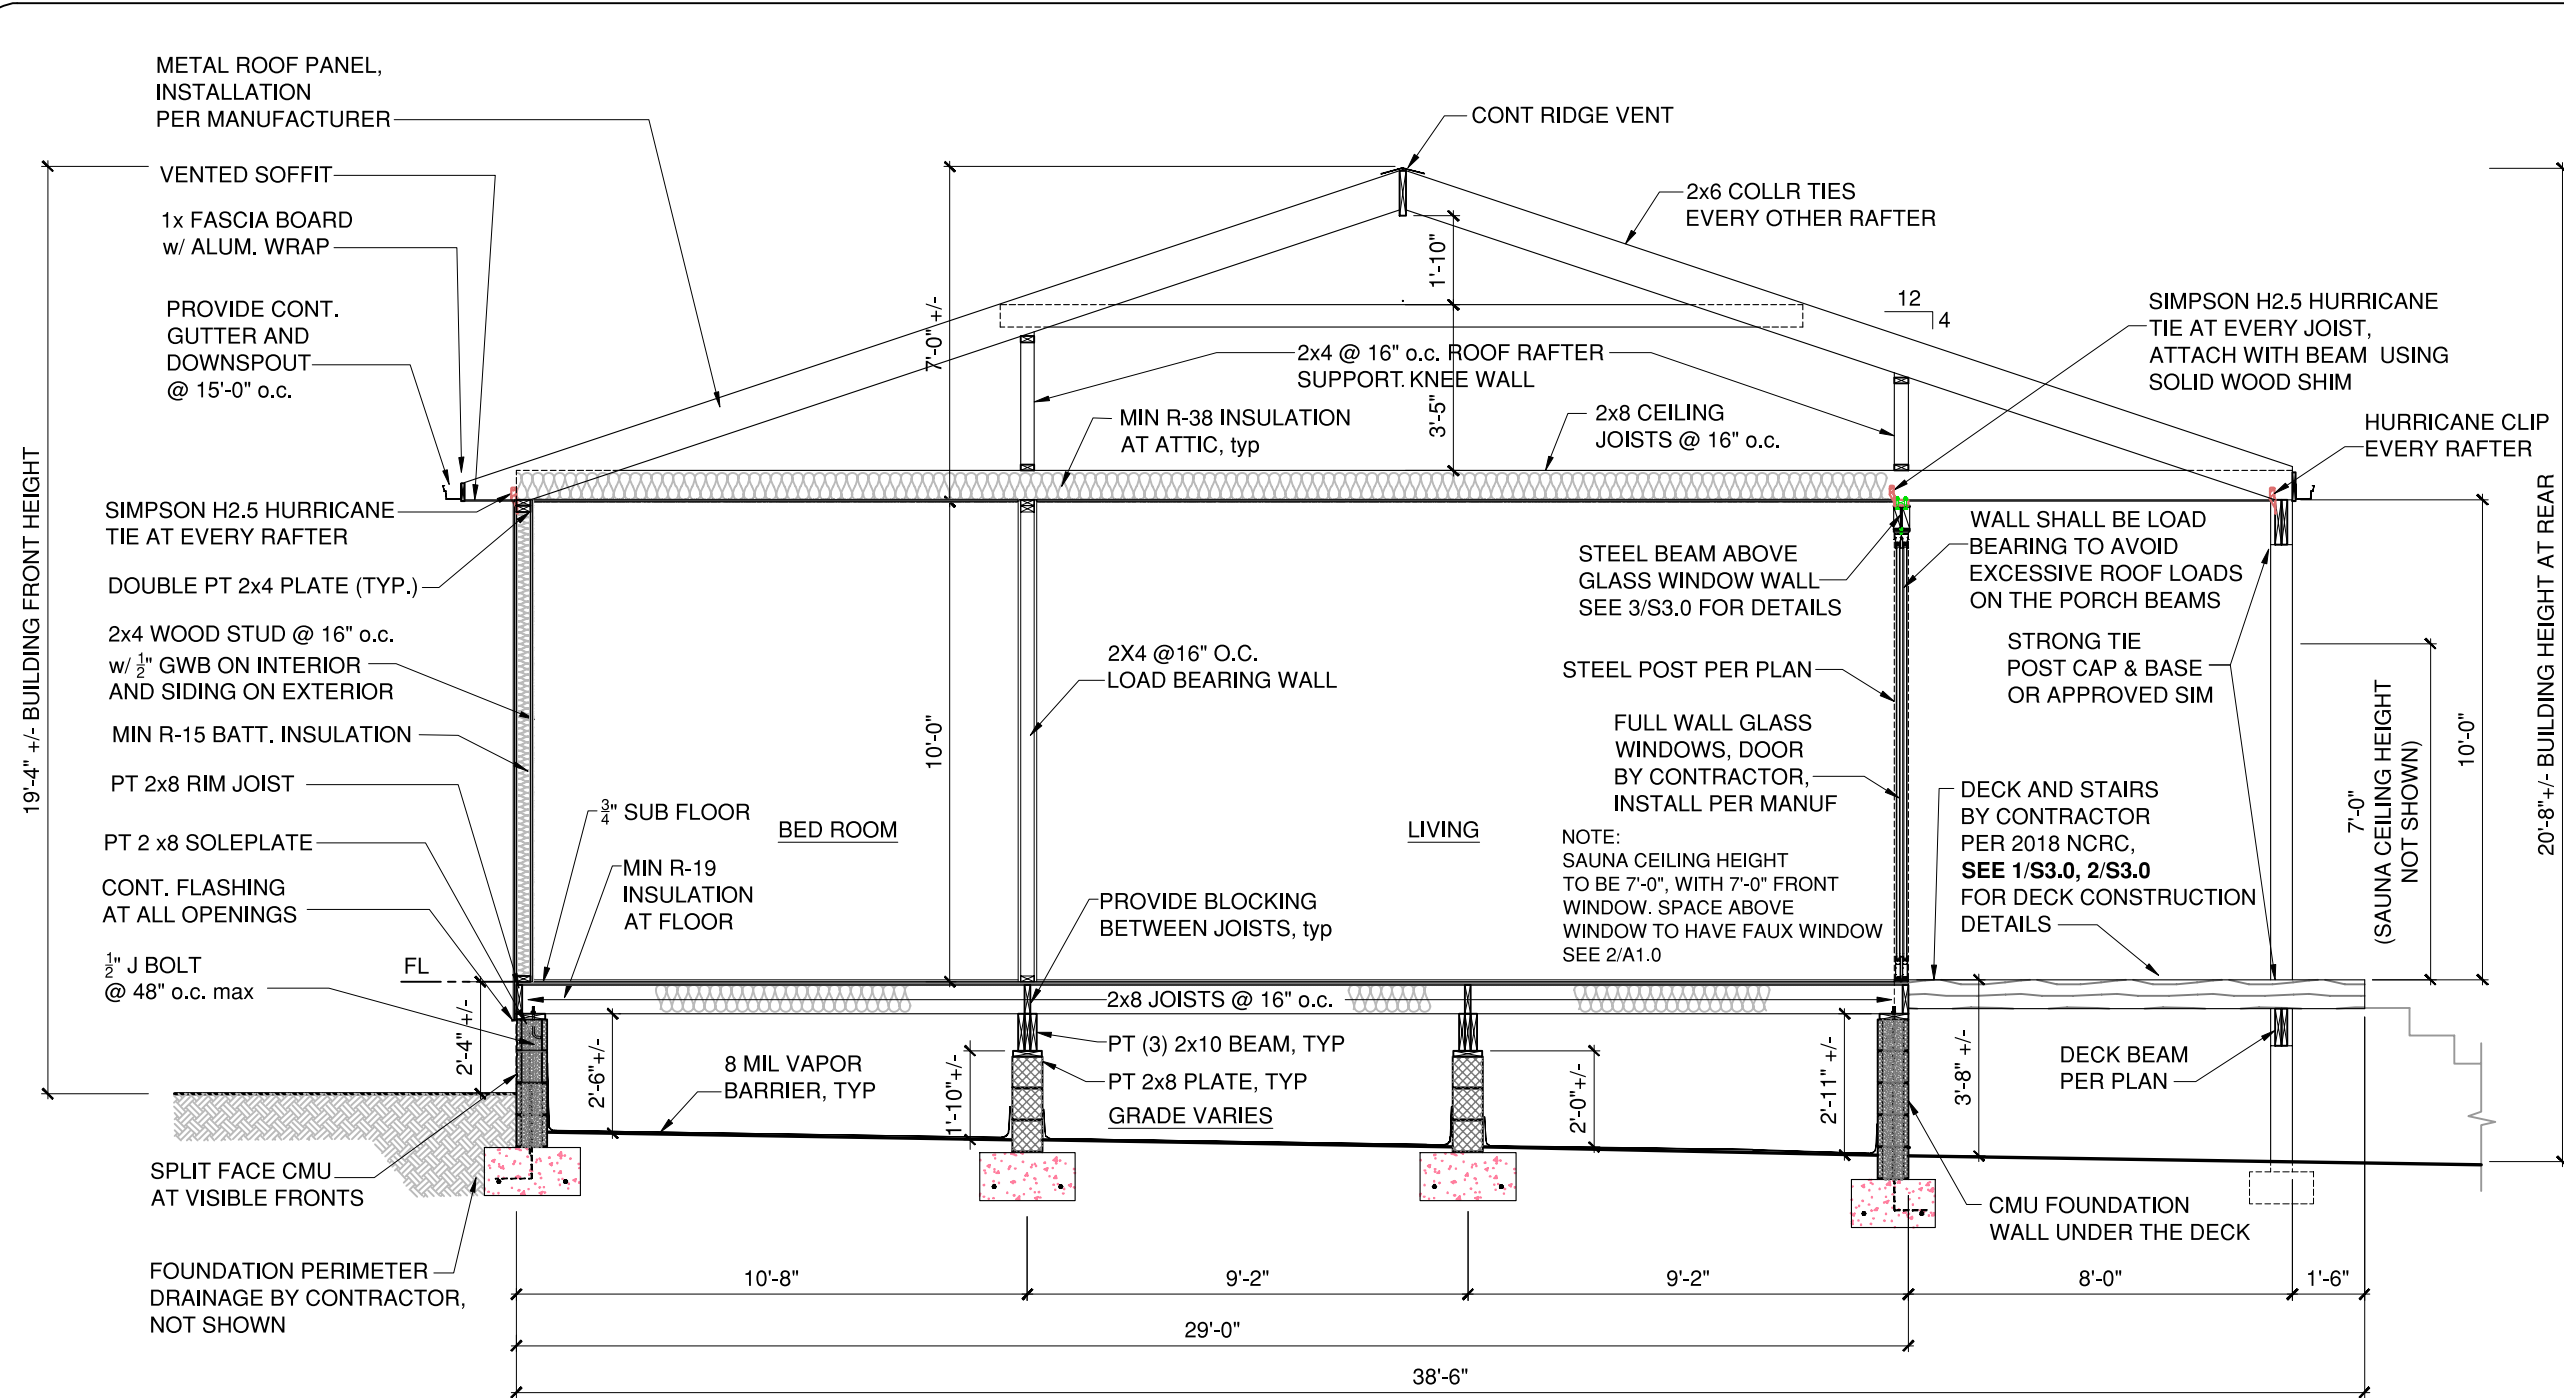 METAL ROOF PANEL,
INSTALLATION
PER MANUFACTURER
VENTED SOFFIT
1x FASCIA BOARD
w/ ALUM. WRAP
PROVIDE CONT.
GUTTER AND
DOWNSPOUT
@ 15'-0" o.c.
19'-4" +/- BUILDING FRONT HEIGHT
SIMPSON H2.5 HURRICANE
TIE AT EVERY RAFTER
DOUBLE PT 2x4 PLATE (TYP.)
2x4 WOOD STUD @ 16" o.c.
w/ ½" GWB ON INTERIOR
AND SIDING ON EXTERIOR
MIN R-15 BATT. INSULATION
PT 2x8 RIM JOIST
PT 2 x8 SOLEPLATE
CONT. FLASHING
AT ALL OPENINGS
½" J BOLT
@ 48" o.c. max
FL
2'-4" +/-
SPLIT FACE CMU
AT VISIBLE FRONTS
FOUNDATION PERIMETER
DRAINAGE BY CONTRACTOR,
NOT SHOWN
CONT RIDGE VENT
2x6 COLLR TIES
EVERY OTHER RAFTER
7'-0" +/-
1'-10"
3'-5"
12
4
2x4 @ 16" o.c. ROOF RAFTER
SUPPORT. KNEE WALL
MIN R-38 INSULATION
AT ATTIC, typ
2x8 CEILING
JOISTS @ 16" o.c.
SIMPSON H2.5 HURRICANE
TIE AT EVERY JOIST,
ATTACH WITH BEAM USING
SOLID WOOD SHIM
HURRICANE CLIP
EVERY RAFTER
10'-0"
2X4 @16" O.C.
LOAD BEARING WALL
STEEL BEAM ABOVE
GLASS WINDOW WALL
SEE 3/S3.0 FOR DETAILS
STEEL POST PER PLAN
FULL WALL GLASS
WINDOWS, DOOR
BY CONTRACTOR,
INSTALL PER MANUF
WALL SHALL BE LOAD
BEARING TO AVOID
EXCESSIVE ROOF LOADS
ON THE PORCH BEAMS
STRONG TIE
POST CAP & BASE
OR APPROVED SIM
7'-0"
(SAUNA CEILING HEIGHT
NOT SHOWN)
10'-0"
20'-8"+/- BUILDING HEIGHT AT REAR
¾" SUB FLOOR
BED ROOM
LIVING
MIN R-19
INSULATION
AT FLOOR
PROVIDE BLOCKING
BETWEEN JOISTS, typ
NOTE:
SAUNA CEILING HEIGHT
TO BE 7'-0", WITH 7'-0" FRONT
WINDOW. SPACE ABOVE
WINDOW TO HAVE FAUX WINDOW
SEE 2/A1.0
DECK AND STAIRS
BY CONTRACTOR
PER 2018 NCRC,
SEE 1/S3.0, 2/S3.0
FOR DECK CONSTRUCTION
DETAILS
2x8 JOISTS @ 16" o.c.
2'-6"+/-
8 MIL VAPOR
BARRIER, TYP
1'-10"+/-
PT (3) 2x10 BEAM, TYP
PT 2x8 PLATE, TYP
GRADE VARIES
2'-0"+/-
2'-11" +/-
3'-8" +/-
DECK BEAM
PER PLAN
CMU FOUNDATION
WALL UNDER THE DECK
10'-8"
9'-2"
9'-2"
8'-0"
1'-6"
29'-0"
38'-6"